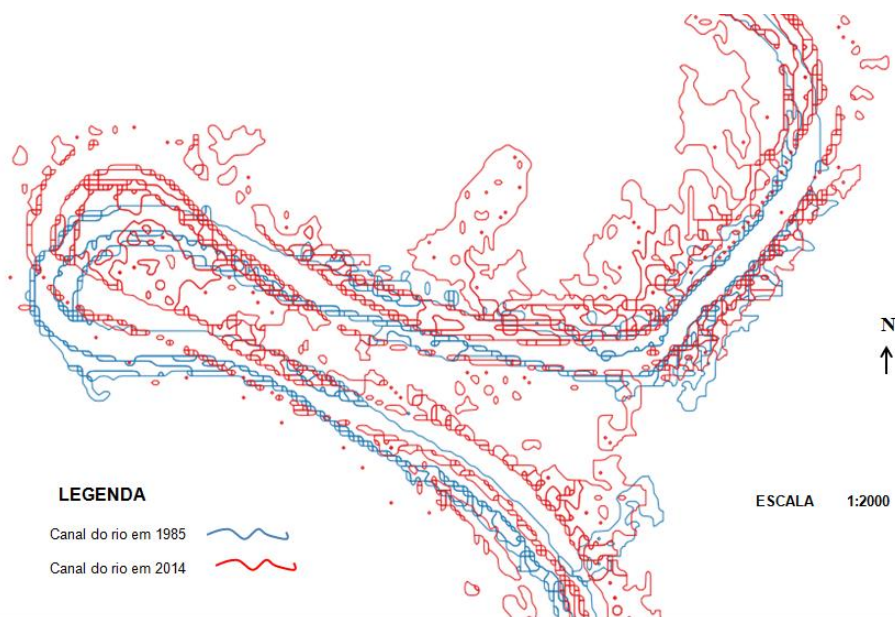 N
LEGENDA
ESCALA 1:2000
Canal do rio em 1985
Canal do rio em 2014